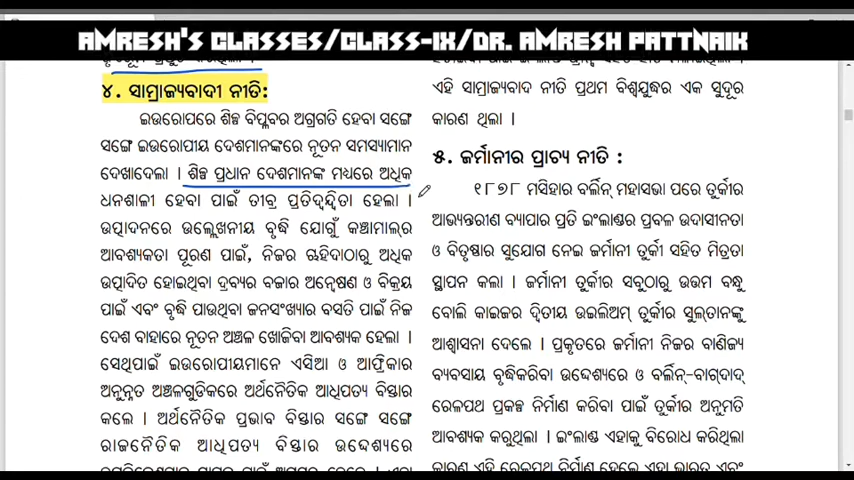 AMRESH'S CLASSES/CLASS-IX/DR. AMRESH PATTNAIK
୪. ସାମ୍ରାଜ୍ୟବାଦୀ ନୀତି:
ଇଉରୋପରେ ଶିଳ୍ପ ବିପ୍ଳବର ଅଗ୍ରଗତି ହେବା ସଙ୍ଗେ
ସଙ୍ଗେ ଇଉରୋପୀୟ ଦେଶମାନଙ୍କରେ ନୂତନ ସମସ୍ୟାମାନ
ଦେଖାଦେଲା । ଶିଳ୍ପ ପ୍ରଧାନ ଦେଶମାନଙ୍କ ମଧ୍ୟରେ ଅଧିକ
ଧନଶାଳୀ ହେବା ପାଇଁ ତୀବ୍ର ପ୍ରତିଦ୍ୱନ୍ଦ୍ୱିତା ହେଲା ।
ଉତ୍ପାଦନରେ ଉଲ୍ଲେଖନୀୟ ବୃଦ୍ଧି ଯୋଗୁଁ କଞ୍ଚାମାଲ୍‌ର
ଆବଶ୍ୟକତା ପୂରଣ ପାଇଁ, ନିଜର ଚାହିଦାଠାରୁ ଅଧିକ
ଉତ୍ପାଦିତ ହୋଇଥିବା ଦ୍ରବ୍ୟର ବଜାର ଅନ୍ୱେଷଣ ଓ ବିକ୍ରୟ
ପାଇଁ ଏବଂ ବୃଦ୍ଧି ପାଉଥିବା ଜନସଂଖ୍ୟାର ବସତି ପାଇଁ ନିଜ
ଦେଶ ବାହାରେ ନୂତନ ଅଞ୍ଚଳ ଖୋଜିବା ଆବଶ୍ୟକ ହେଲା ।
ସେଥିପାଇଁ ଇଉରୋପୀୟମାନେ ଏସିଆ ଓ ଆଫ୍ରିକାର
ଅନୁନ୍ନତ ଅଞ୍ଚଳଗୁଡିକରେ ଅର୍ଥନୈତିକ ଆଧିପତ୍ୟ ବିସ୍ତାର
କଲେ । ଅର୍ଥନୈତିକ ପ୍ରଭାବ ବିସ୍ତାର ସଙ୍ଗେ ସଙ୍ଗେ
ରାଜନୈତିକ ଆଧିପତ୍ୟ ବିସ୍ତାର ଉଦ୍ଦେଶ୍ୟରେ
ଏହି ସାମ୍ରାଜ୍ୟବାଦ ନୀତି ପ୍ରଥମ ବିଶ୍ୱଯୁଦ୍ଧର ଏକ ସୁଦୂର
କାରଣ ଥିଲା ।
୫. ଜର୍ମାନୀର ପ୍ରାଚ୍ୟ ନୀତି :
୧୮୭୮ ମସିହାର ବର୍ଲିନ୍ ମହାସଭା ପରେ ତୁର୍କୀର
ଆଭ୍ୟନ୍ତରୀଣ ବ୍ୟାପାର ପ୍ରତି ଇଂଲଣ୍ଡର ପ୍ରବଳ ଉଦାସୀନତା
ଓ ବିତୃଷ୍ଣାର ସୁଯୋଗ ନେଇ ଜର୍ମାନୀ ତୁର୍କୀ ସହିତ ମିତ୍ରତା
ସ୍ଥାପନ କଲା । ଜର୍ମାନୀ ତୁର୍କୀର ସବୁଠାରୁ ଉତ୍ତମ ବନ୍ଧୁ
ବୋଲି କାଇଜର ଦ୍ୱିତୀୟ ଉଇଲିଅମ୍ ତୁର୍କୀର ସୁଲ୍‌ତାନଙ୍କୁ
ଆଶ୍ୱାସନା ଦେଲେ । ପ୍ରକୃତରେ ଜର୍ମାନୀ ନିଜର ବାଣିଜ୍ୟ
ବ୍ୟବସାୟ ବୃଦ୍ଧିକରିବା ଉଦ୍ଦେଶ୍ୟରେ ଓ ବର୍ଲିନ୍-ବାଗ୍‌ଦାଦ୍
ରେଳପଥ ପ୍ରକଳ୍ପ ନିର୍ମାଣ କରିବା ପାଇଁ ତୁର୍କୀର ଅନୁମତି
ଆବଶ୍ୟକ କରୁଥିଲା । ଇଂଲଣ୍ଡ ଏହାକୁ ବିରୋଧ କରିଥିଲା
କାରଣ ଏହି ରେଳପଥ ନିର୍ମାଣ ହେଲେ ଏହା ଭାରତ ଏବଂ